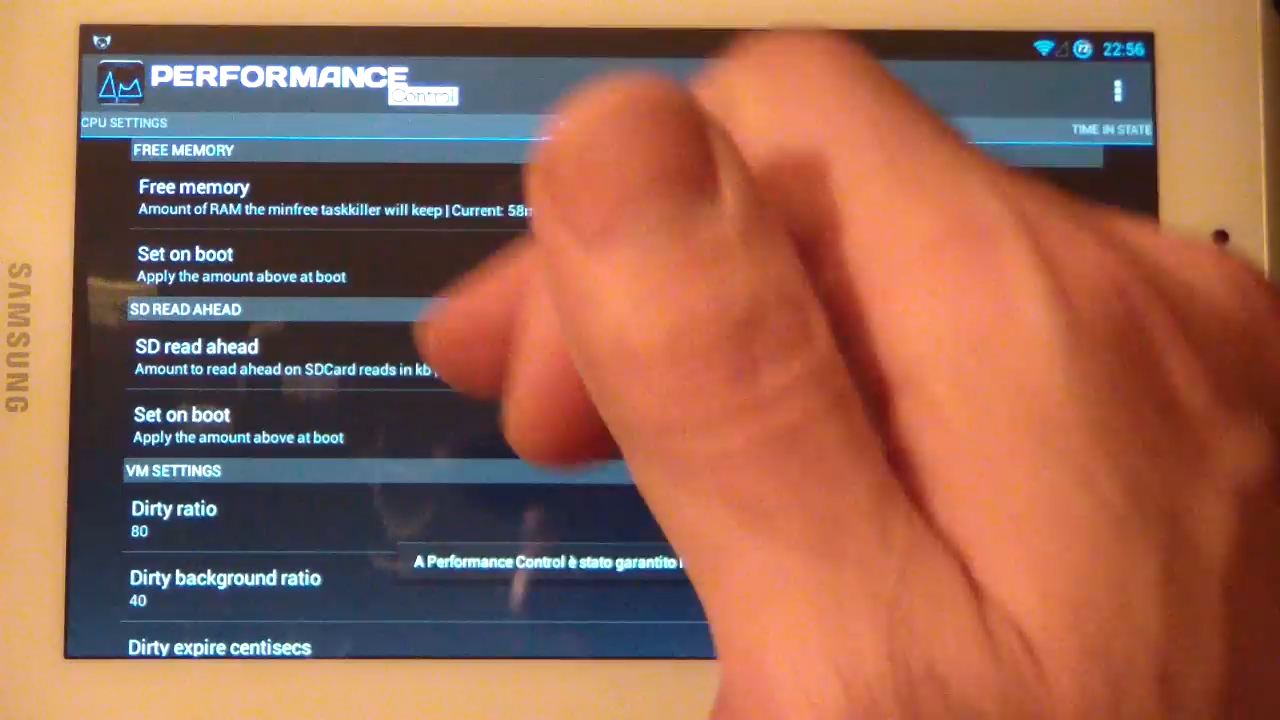 22:56
PERFORMANCE
Control
CPU SETTINGS
TIME IN STATE
FREE MEMORY
Free memory
Amount of RAM the minfree taskkiller will keep | Current:
Set on boot
Apply the amount above at boot
SD READ AHEAD
SD read ahead
Amount to read ahead on SDCard reads in kb
Set on boot
Apply the amount above at boot
VM SETTINGS
Dirty ratio
80
A Performance Control è stato garantito
Dirty background ratio
40
Dirty expire centisecs
SAMSUNG